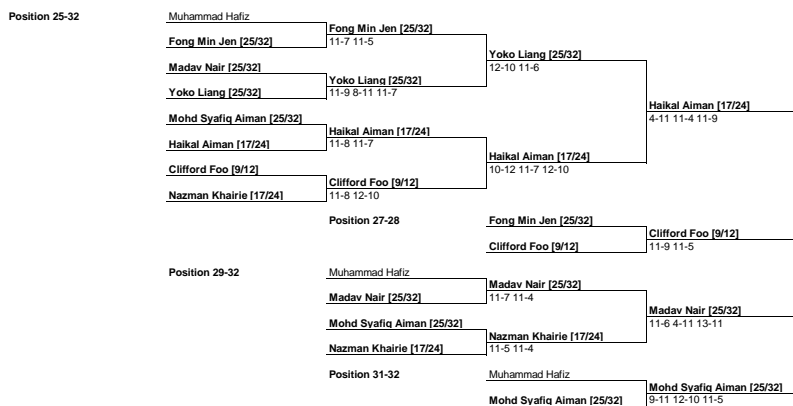 Position 25-32
Muhammad Hafiz
Fong Min Jen [25/32]
Fong Min Jen [25/32]
11-7 11-5
Madav Nair [25/32]
Yoko Liang [25/32]
12-10 11-6
Yoko Liang [25/32]
Yoko Liang [25/32]
11-9 8-11 11-7
Haikal Aiman [17/24]
4-11 11-4 11-9
Mohd Syafiq Aiman [25/32]
Haikal Aiman [17/24]
11-8 11-7
Haikal Aiman [17/24]
Haikal Aiman [17/24]
10-12 11-7 12-10
Clifford Foo [9/12]
Clifford Foo [9/12]
11-8 12-10
Nazman Khairie [17/24]
Position 27-28
Fong Min Jen [25/32]
Clifford Foo [9/12]
11-9 11-5
Clifford Foo [9/12]
Position 29-32
Muhammad Hafiz
Madav Nair [25/32]
11-7 11-4
Madav Nair [25/32]
Madav Nair [25/32]
11-6 4-11 13-11
Mohd Syafiq Aiman [25/32]
Nazman Khairie [17/24]
11-5 11-4
Nazman Khairie [17/24]
Position 31-32
Muhammad Hafiz
Mohd Syafiq Aiman [25/32]
9-11 12-10 11-5
Mohd Syafiq Aiman [25/32]